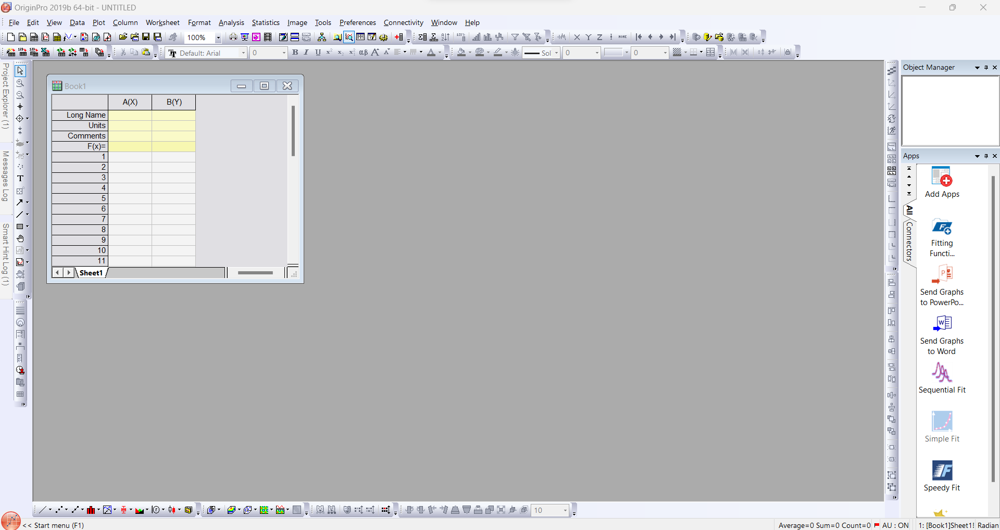 OriginPro 2019b 64-bit - UNTITLED
File Edit View Data Plot Column Worksheet Format Analysis Statistics Image Tools Preferences Connectivity Window Help
100%
Default: Arial 0 B I U αβ A A A Sol 0 0
Project Explorer (1)
Messages Log
Smart Hint Log (1)
Book1
A(X) B(Y)
Long Name
Units
Comments
F(x)=
1
2
3
4
5
6
7
8
9
10
11
Sheet1
Object Manager
Apps
All
Connectors
Add Apps
Fitting
Functi...
Send Graphs
to PowerPo...
Send Graphs
to Word
Sequential Fit
Simple Fit
Speedy Fit
10
<< Start menu (F1)
Average=0 Sum=0 Count=0 AU : ON 1: [Book1]Sheet1! Radian